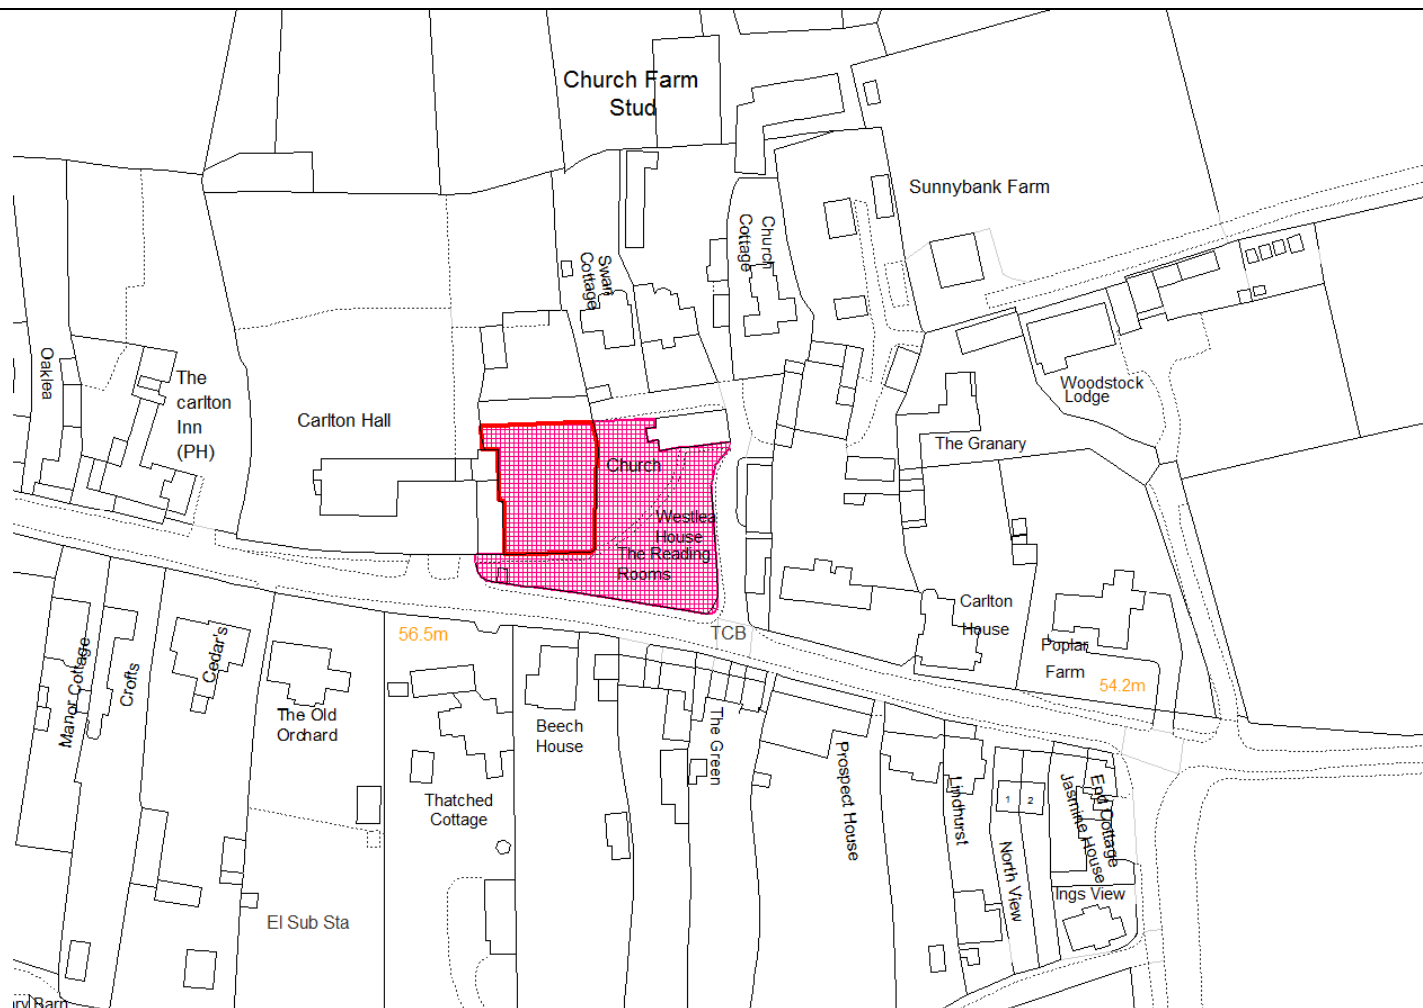 Church Farm
Stud
Sunnybank Farm
Church
Cottage
Swan
Cottage
Oaklea
The
carlton
Inn
(PH)
Carlton Hall
Woodstock
Lodge
The Granary
Church
Westlea
House
The Reading
Rooms
Carlton
House
Poplar
Farm
TCB
56.5m
54.2m
Manor Cottage
Crofts
Cedar's
The Old
Orchard
Beech
House
The Green
Prospect House
Thatched
Cottage
Lindhurst
1 2
North View
End Cottage
Jasmine House
Ings View
El Sub Sta
Barn